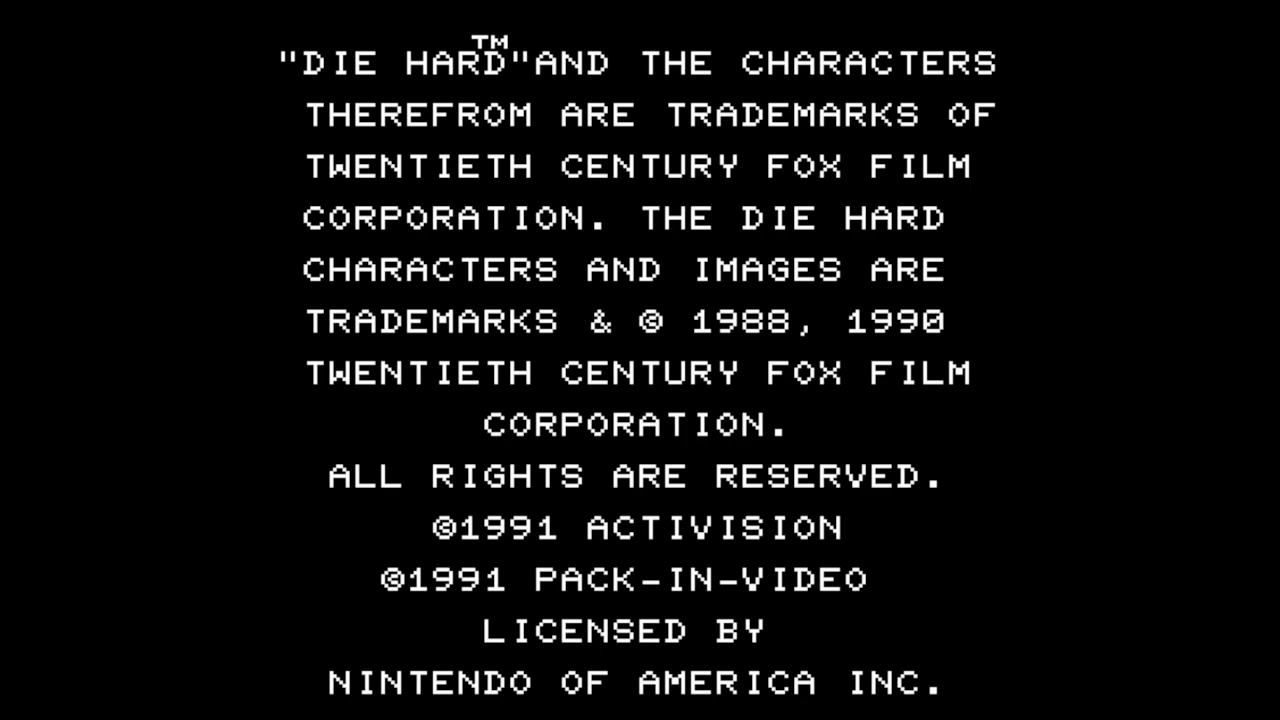 "DIE HARD™"AND THE CHARACTERS
THEREFROM ARE TRADEMARKS OF
TWENTIETH CENTURY FOX FILM
CORPORATION. THE DIE HARD
CHARACTERS AND IMAGES ARE
TRADEMARKS & © 1988, 1990
TWENTIETH CENTURY FOX FILM
CORPORATION.
ALL RIGHTS ARE RESERVED.
©1991 ACTIVISION
©1991 PACK-IN-VIDEO
LICENSED BY
NINTENDO OF AMERICA INC.